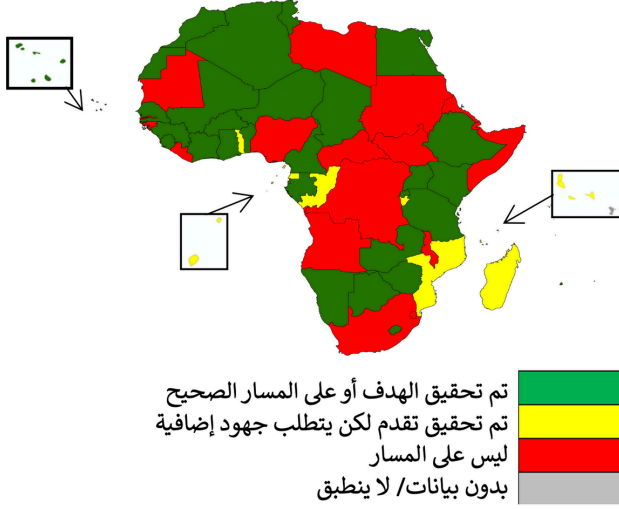 تم تحقيق الهدف أو على المسار الصحيح
تم تحقيق تقدم لكن يتطلب جهود إضافية
ليس على المسار
بدون بيانات/ لا ينطبق